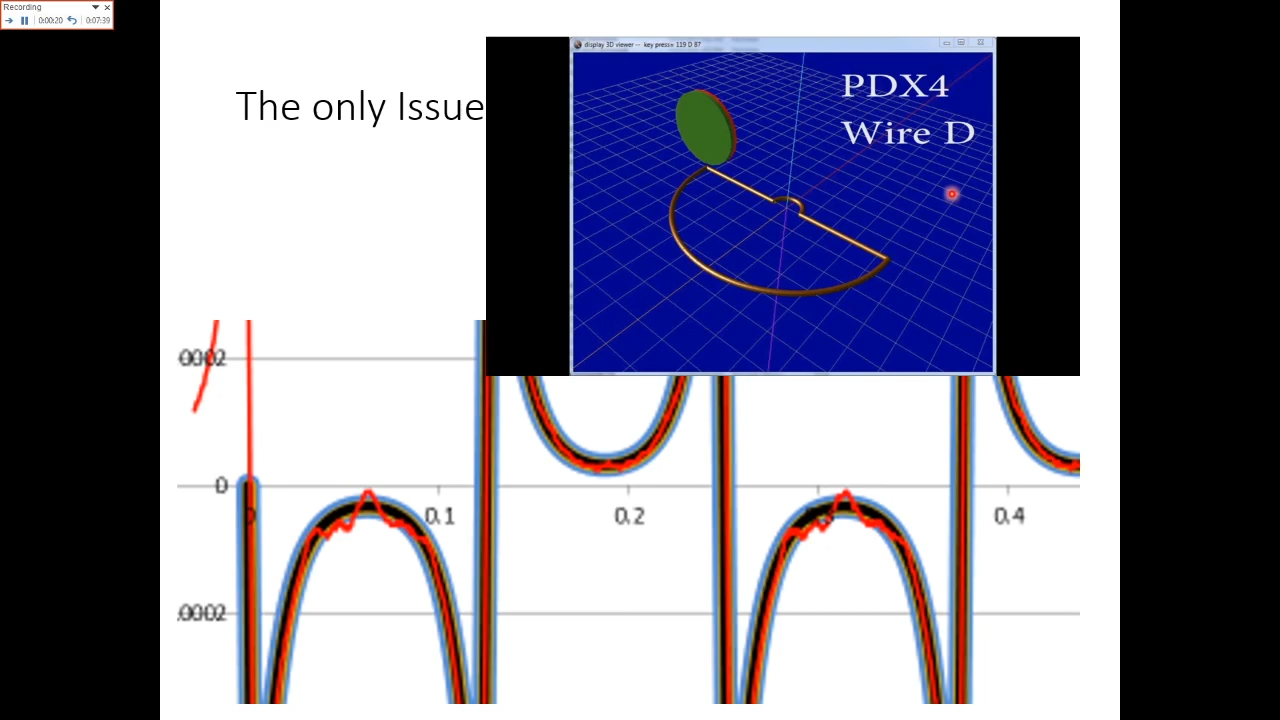 Recording
0:00:20
0:07:39
display 3D viewer -- key press= 119 D 87
PDX4
Wire D
The only Issue
0002
0
0
0.1
0.2
0.4
.0002